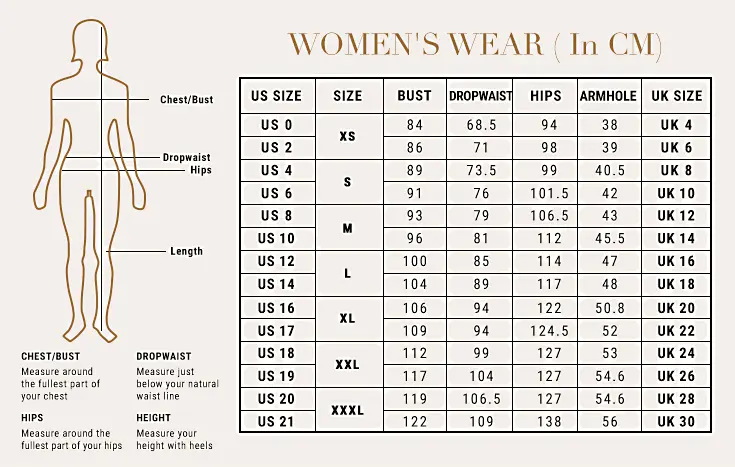 WOMEN'S WEAR ( In CM)
Chest/Bust
Dropwaist
Hips
Length
CHEST/BUST
Measure around
the fullest part of
your chest
DROPWAIST
Measure just
below your natural
waist line
HIPS
Measure around the
fullest part of your hips
HEIGHT
Measure your
height with heels
US SIZE SIZE BUST DROPWAIST HIPS ARMHOLE UK SIZE
US 0 XS 84 68.5 94 38 UK 4
US 2 86 71 98 39 UK 6
US 4 S 89 73.5 99 40.5 UK 8
US 6 91 76 101.5 42 UK 10
US 8 M 93 79 106.5 43 UK 12
US 10 96 81 112 45.5 UK 14
US 12 L 100 85 114 47 UK 16
US 14 104 89 117 48 UK 18
US 16 XL 106 94 122 50.8 UK 20
US 17 109 94 124.5 52 UK 22
US 18 XXL 112 99 127 53 UK 24
US 19 117 104 127 54.6 UK 26
US 20 XXXL 119 106.5 127 54.6 UK 28
US 21 122 109 138 56 UK 30